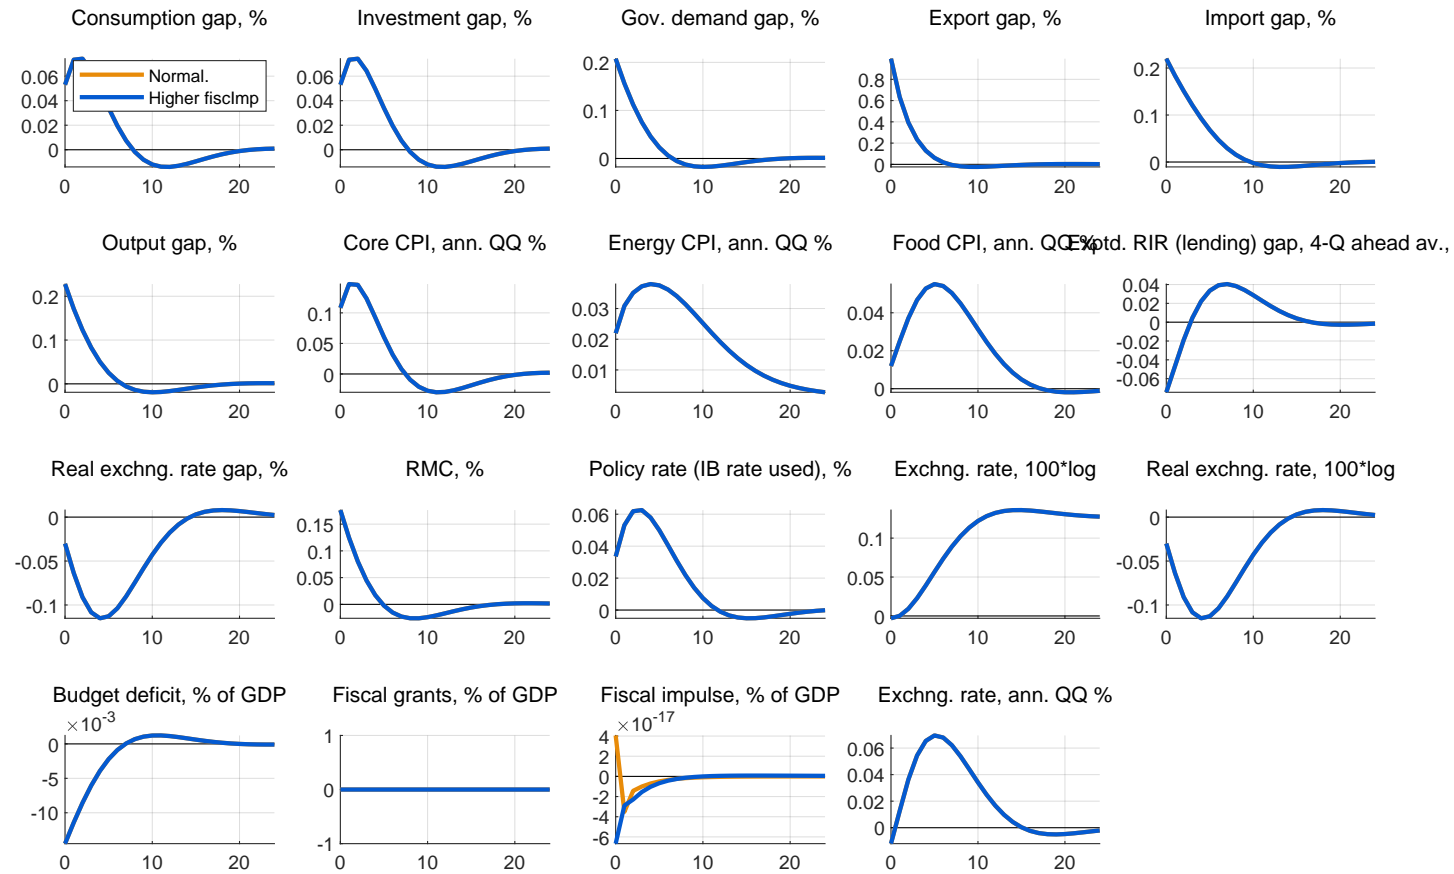 Consumption gap, % Investment gap, % Gov. demand gap, % Export gap, % Import gap, %
0.06 0.04 0.02 0 0 10 20
Normal.
Higher fiscImp
0.06 0.04 0.02 0 0 10 20
0.2 0.1 0 0 10 20
0.8 0.6 0.4 0.2 0 0 10 20
0.2 0.1 0 0 10 20
Output gap, % Core CPI, ann. QQ % Energy CPI, ann. QQ % Food CPI, ann. QQ % Exptd. RIR (lending) gap, 4-Q ahead av.,
0.2 0.1 0 0 10 20
0.1 0.05 0 0 10 20
0.03 0.02 0.01 0 10 20
0.04 0.02 0 0 10 20
0.04 0.02 0 -0.02 -0.04 -0.06 0 10 20
Real exchng. rate gap, % RMC, % Policy rate (IB rate used), % Exchng. rate, 100*log Real exchng. rate, 100*log
0 -0.05 -0.1 0 10 20
0.15 0.1 0.05 0 0 10 20
0.06 0.04 0.02 0 0 10 20
0.1 0.05 0 0 10 20
0 -0.05 -0.1 0 10 20
Budget deficit, % of GDP Fiscal grants, % of GDP Fiscal impulse, % of GDP Exchng. rate, ann. QQ %
×10-3 0 -5 -10 0 10 20
1 0 -1 0 10 20
×10-17 4 2 0 -2 -4 -6 0 10 20
0.06 0.04 0.02 0 0 10 20